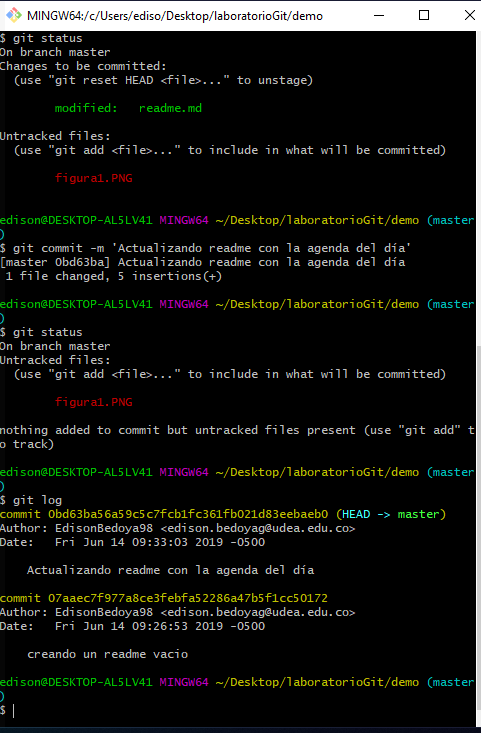 MINGW64:/c/Users/ediso/Desktop/laboratorioGit/demo
$ git status
On branch master
Changes to be committed:
  (use "git reset HEAD <file>..." to unstage)
        modified:   readme.md
Untracked files:
  (use "git add <file>..." to include in what will be committed)
        figura1.PNG
edison@DESKTOP-AL5LV41 MINGW64 ~/Desktop/laboratorioGit/demo (master
)
$ git commit -m 'Actualizando readme con la agenda del día'
[master 0bd63ba] Actualizando readme con la agenda del día
 1 file changed, 5 insertions(+)
edison@DESKTOP-AL5LV41 MINGW64 ~/Desktop/laboratorioGit/demo (master
)
$ git status
On branch master
Untracked files:
  (use "git add <file>..." to include in what will be committed)
        figura1.PNG
nothing added to commit but untracked files present (use "git add" t
o track)
edison@DESKTOP-AL5LV41 MINGW64 ~/Desktop/laboratorioGit/demo (master
)
$ git log
commit 0bd63ba56a59c5c7fcb1fc361fb021d83eebaeb0 (HEAD -> master)
Author: EdisonBedoya98 <edison.bedoyag@udea.edu.co>
Date:   Fri Jun 14 09:33:03 2019 -0500
    Actualizando readme con la agenda del día
commit 07aaec7f977a8ce3febfa52286a47b5f1cc50172
Author: EdisonBedoya98 <edison.bedoyag@udea.edu.co>
Date:   Fri Jun 14 09:26:53 2019 -0500
    creando un readme vacio
edison@DESKTOP-AL5LV41 MINGW64 ~/Desktop/laboratorioGit/demo (master
)
$